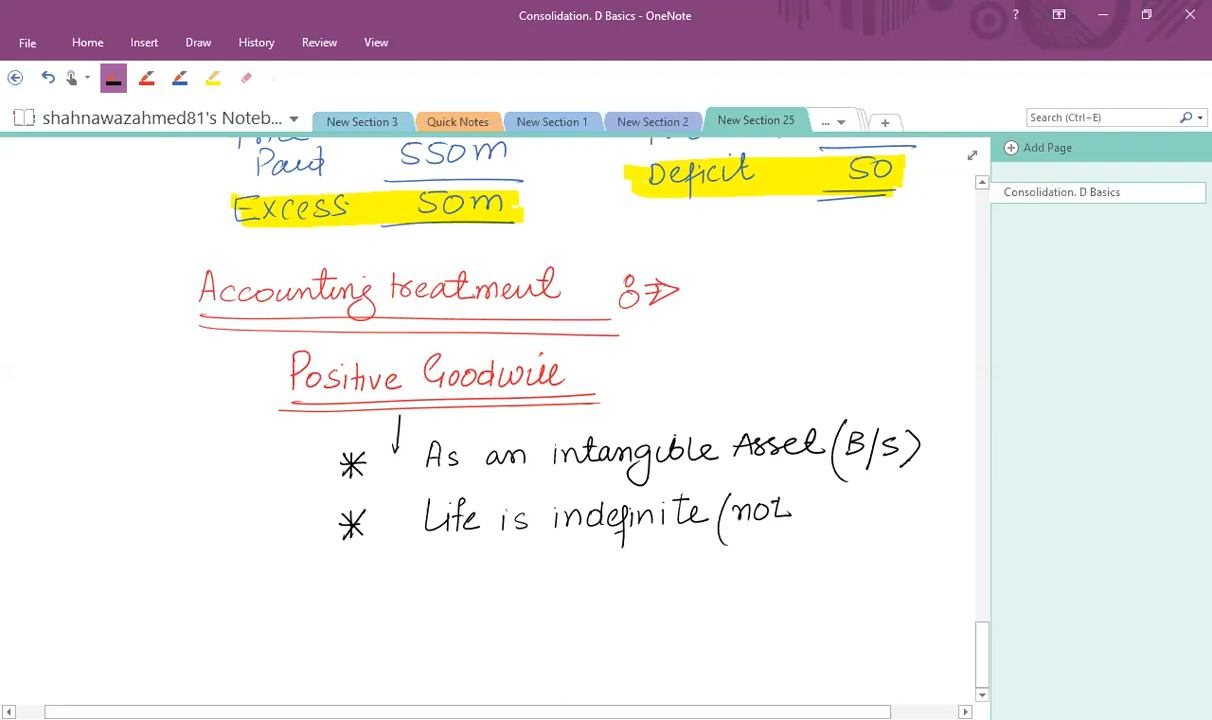 Consolidation. D Basics - OneNote
?
File Home Insert Draw History Review View
shahnawazahmed81's Noteb...
New Section 3 Quick Notes New Section 1 New Section 2 New Section 25 ...
Search (Ctrl+E)
Add Page
Consolidation. D Basics
Paid 550m
Deficit 50
Excess 50m
Accounting treatment
Positive Goodwill
* As an intangible Asset (B/S)
* Life is indefinite (not